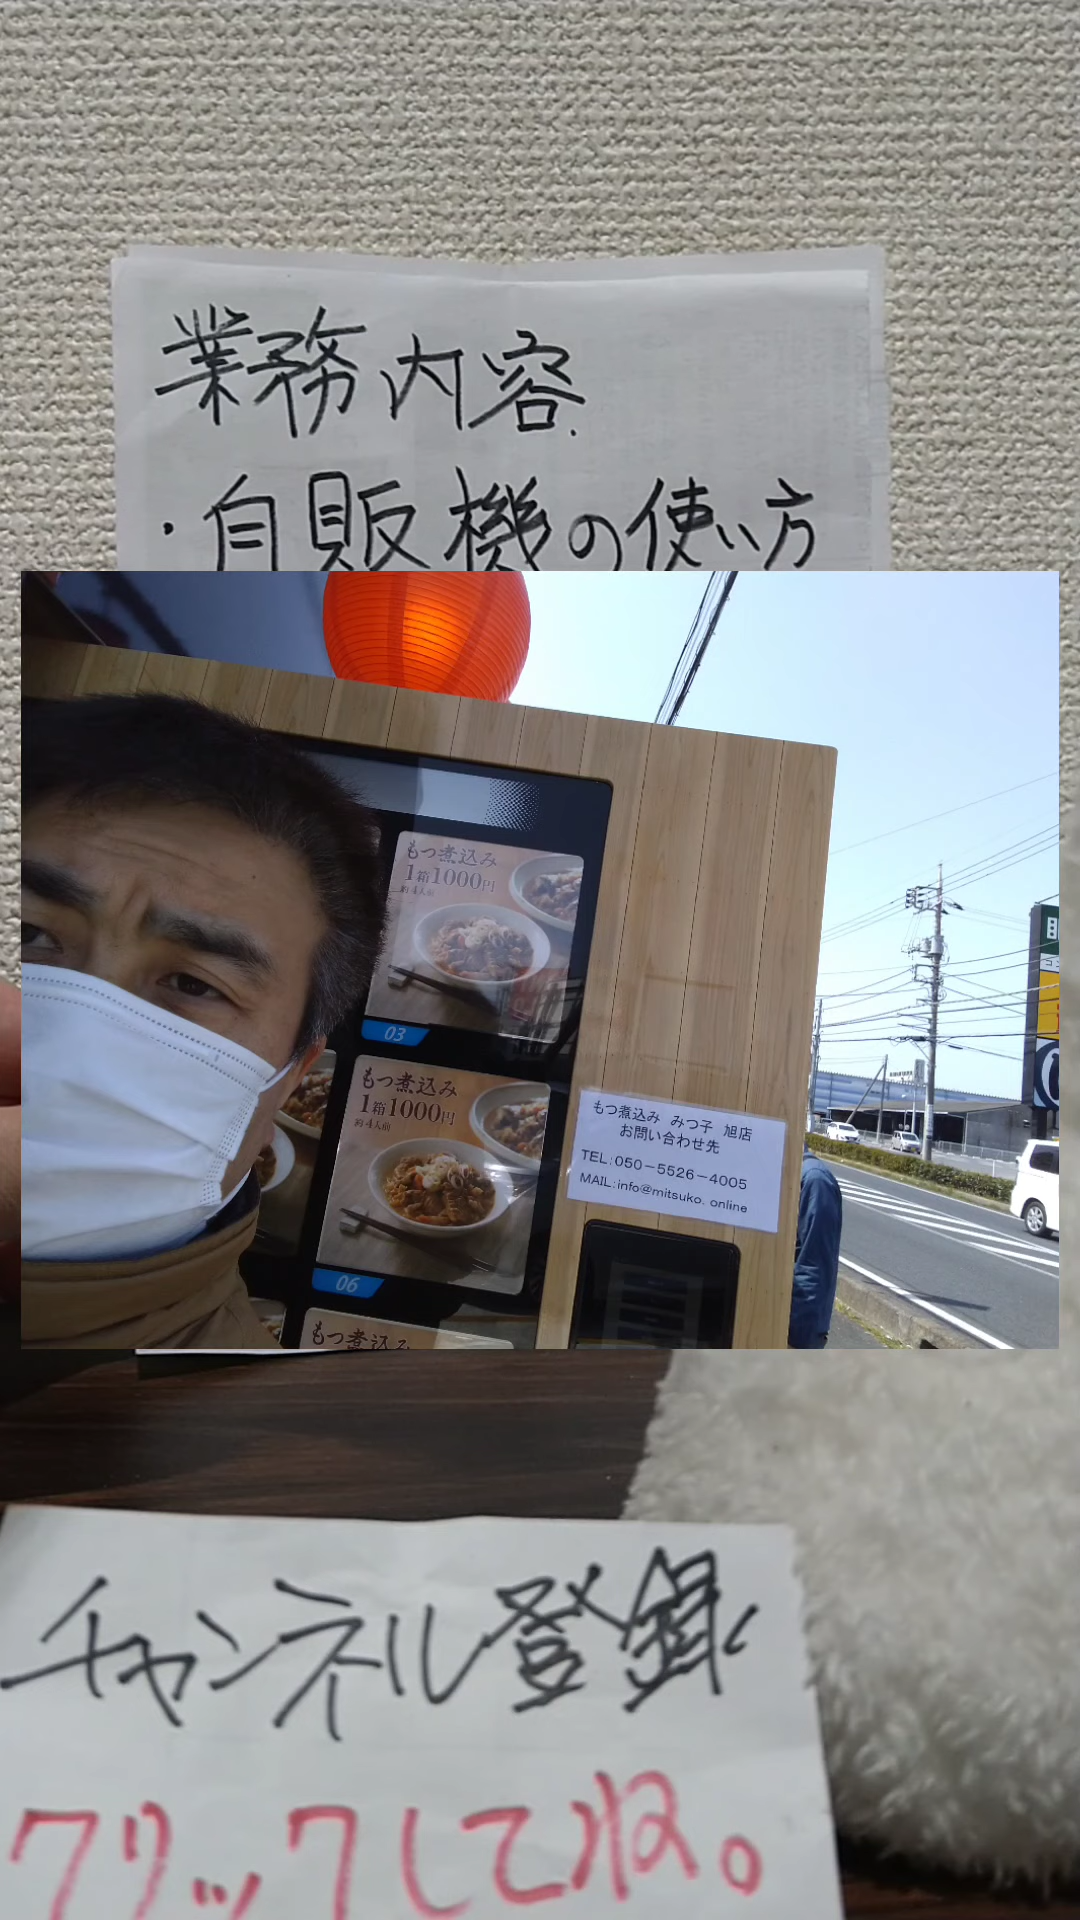 業務内容
・自販機の使い方
もつ煮込み
1箱1000円
約4人前
03
もつ煮込み
1箱1000円
約4人前
06
もつ煮込み
もつ煮込み みつ子 旭店
お問い合わせ先
TEL:050-5526-4005
MAIL:info@mitsuko.online
チャンネル登録
クリックしてね。